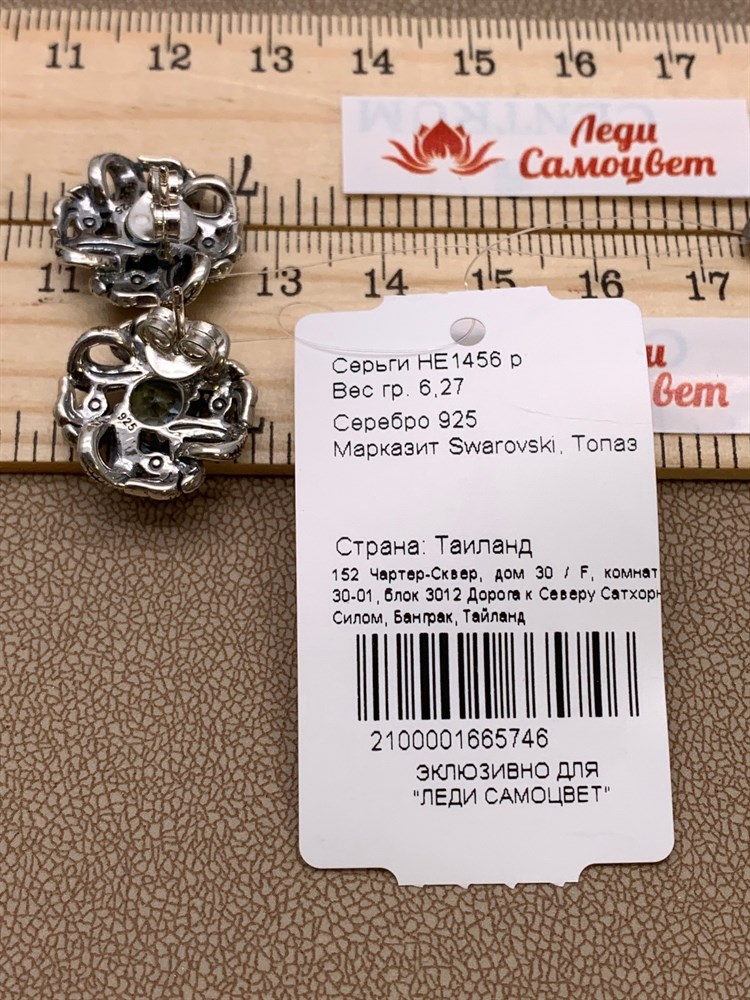 11 12 13 14 15 16 17
Леди
Самоцвет
11 13 14 15 16 17
Серьги НЕ1456 р
Вес гр. 6,27
Серебро 925
Марказит Swarovski, Топаз
Страна: Таиланд
152 Чартер-Сквер, дом 30 / F, комнат
30-01, блок 3012 Дорога к Северу Сатхорн
Силом, Банграк, Тайланд
2100001665746
ЭКЛЮЗИВНО ДЛЯ
"ЛЕДИ САМОЦВЕТ"
925